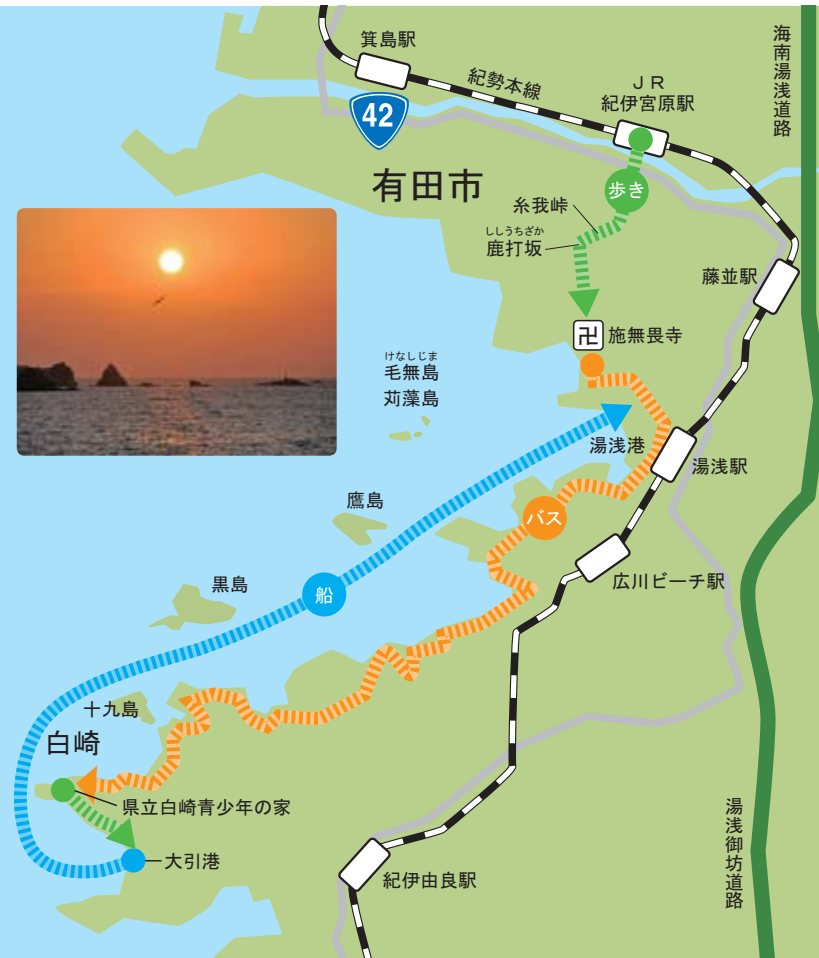 箕島駅
紀勢本線
ＪＲ
紀伊宮原駅
海南湯浅道路
42
有田市
歩き
糸我峠
ししうちざか
鹿打坂
藤並駅
卍
施無畏寺
けなしじま
毛無島
苅藻島
湯浅港
湯浅駅
鷹島
バス
広川ビーチ駅
黒島
船
十九島
白崎
県立白崎青少年の家
大引港
紀伊由良駅
湯浅御坊道路